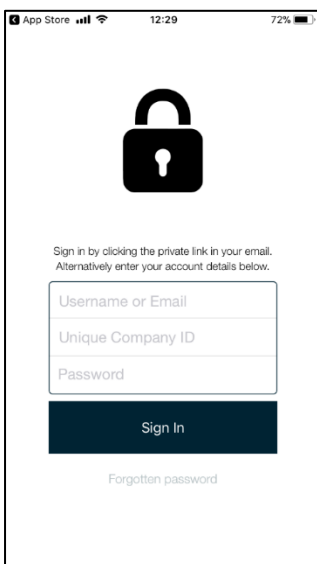 App Store 12:29 72%
Sign in by clicking the private link in your email.
Alternatively enter your account details below.
Username or Email
Unique Company ID
Password
Sign In
Forgotten password